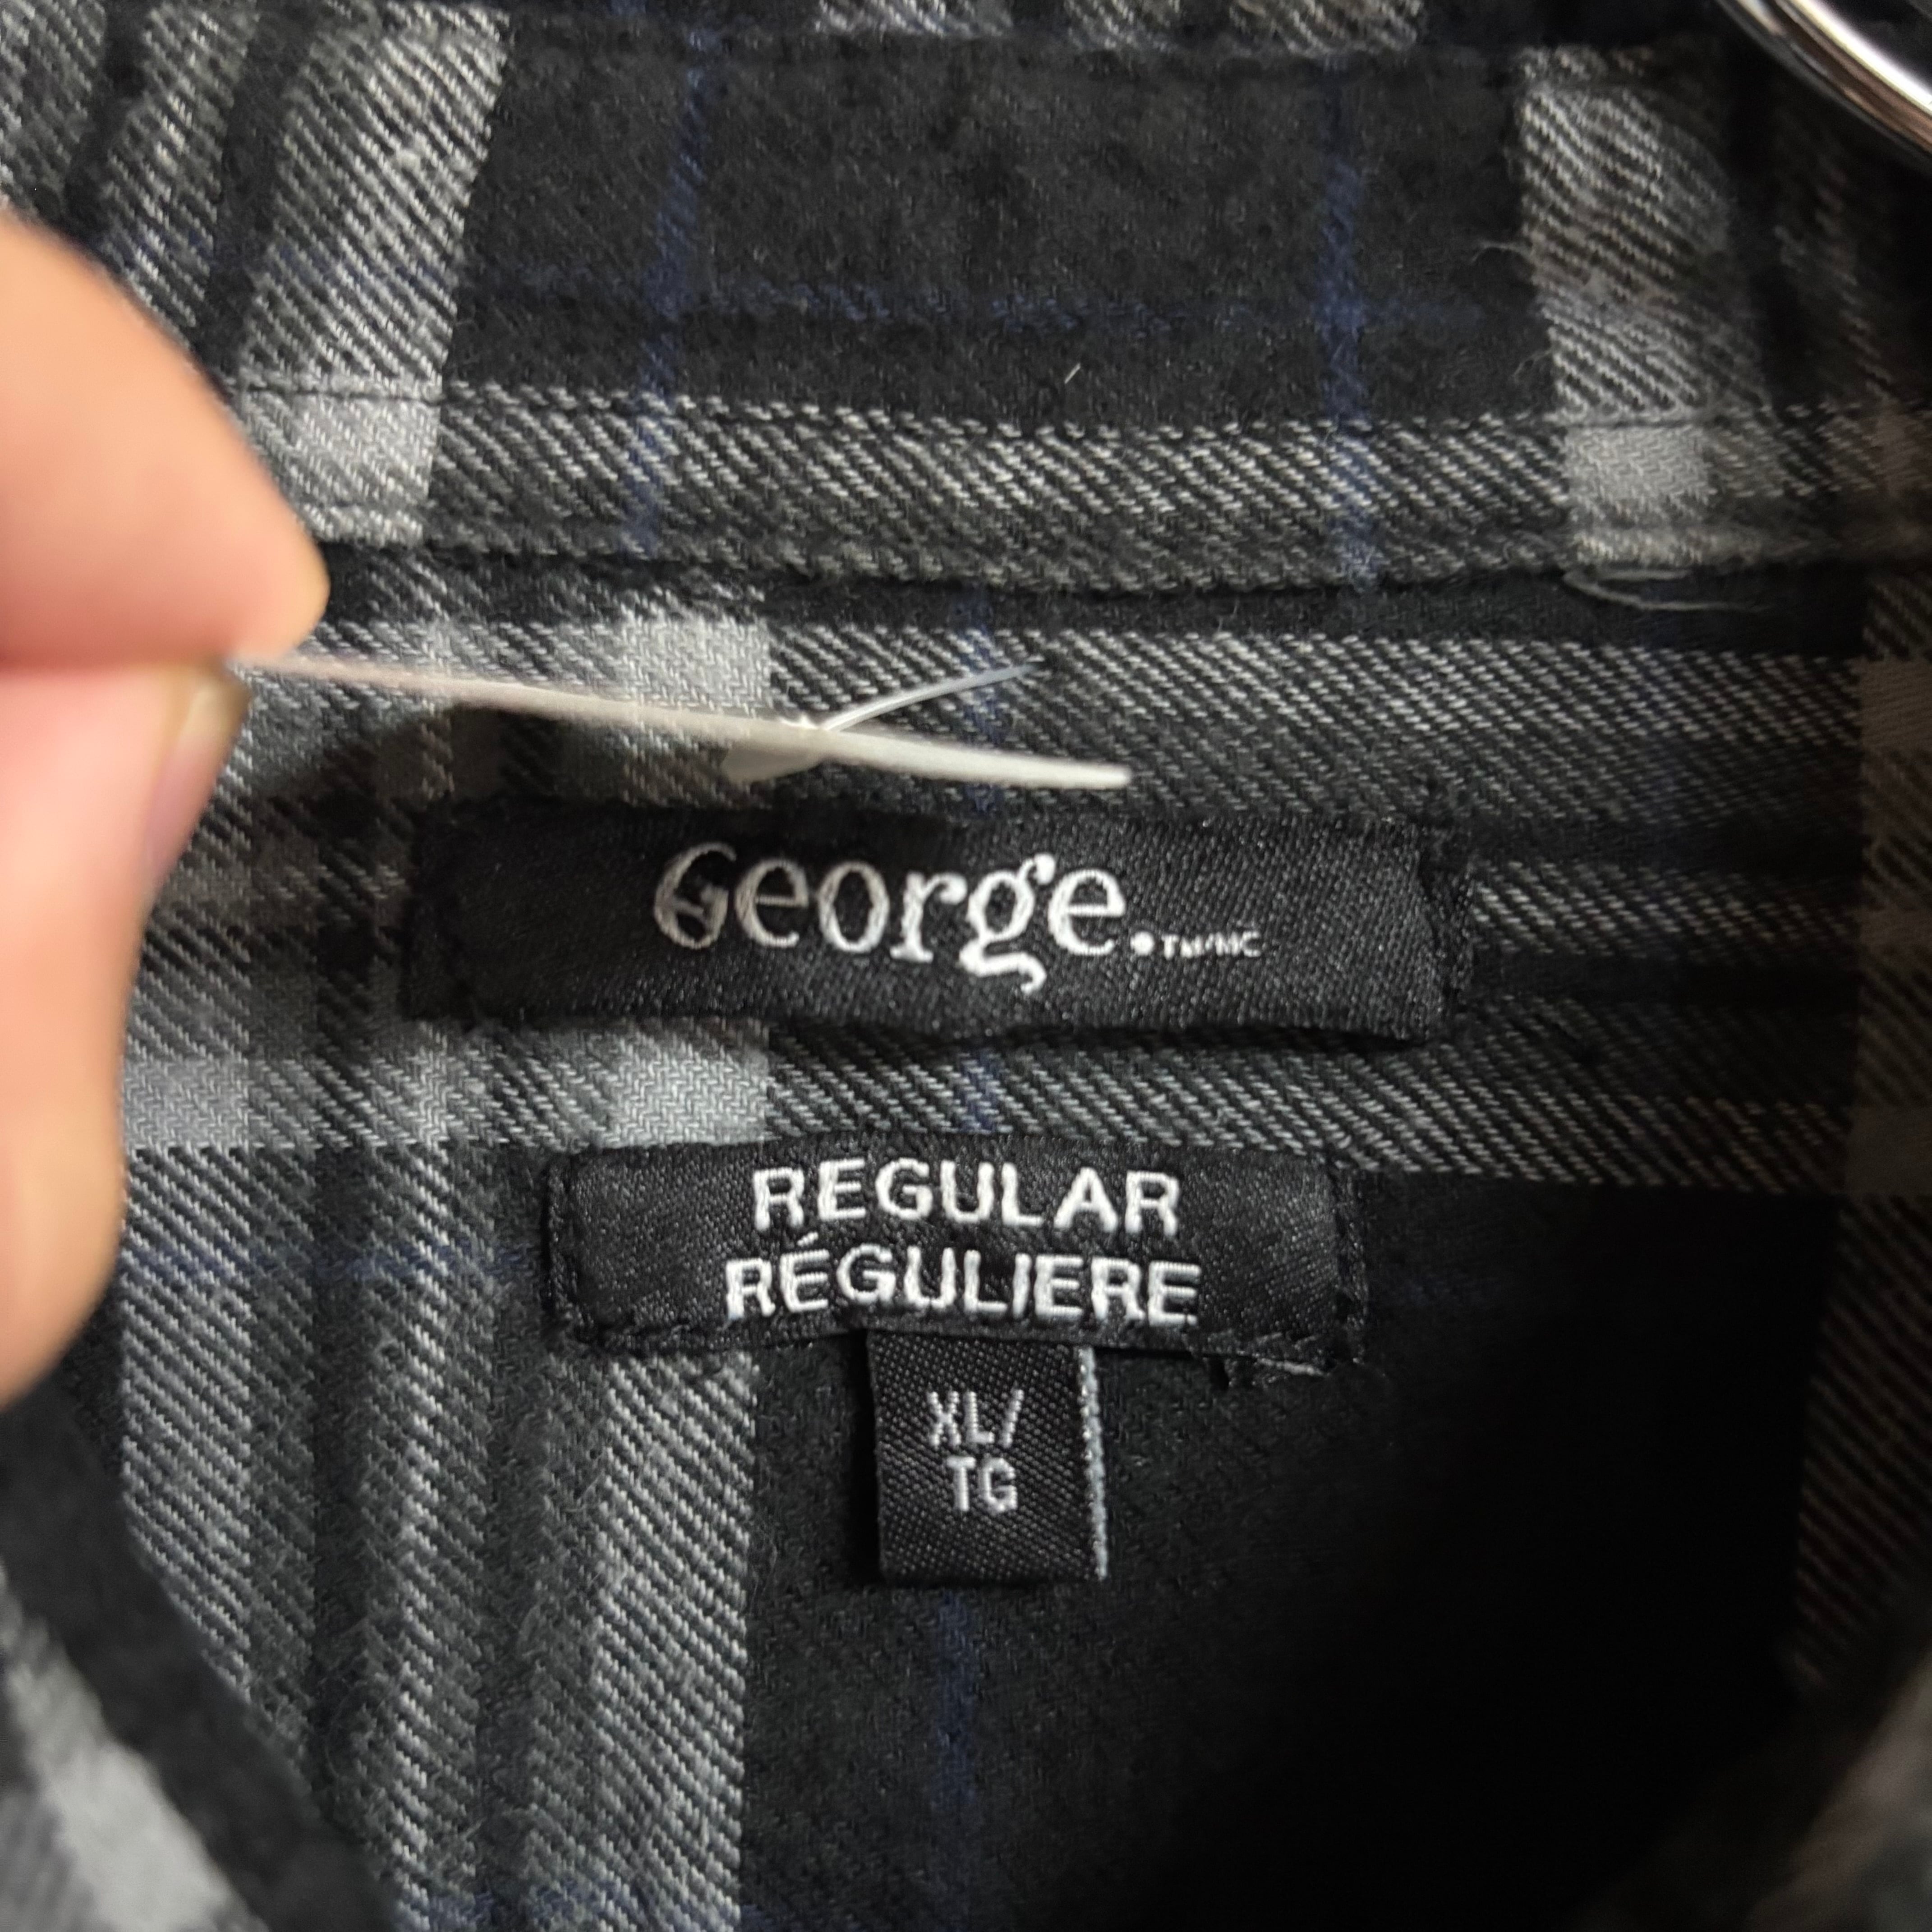 George.™/MC
REGULAR
RÉGULIERE
XL/
TG